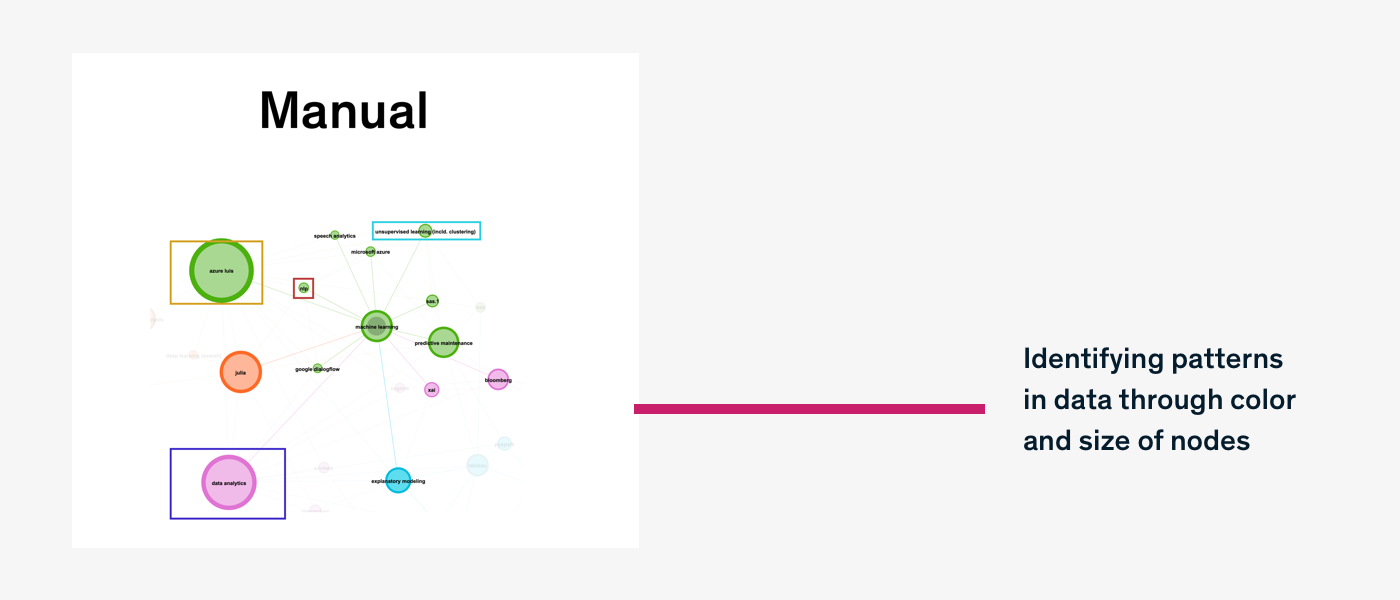 Manual
speech analytics
unsupervised learning (incld. clustering)
microsoft azure
azure luis
nlp
sas.1
machine learning
predictive maintenance
google dialogflow
julia
bloomberg
xai
data analytics
explanatory modeling
Identifying patterns
in data through color
and size of nodes